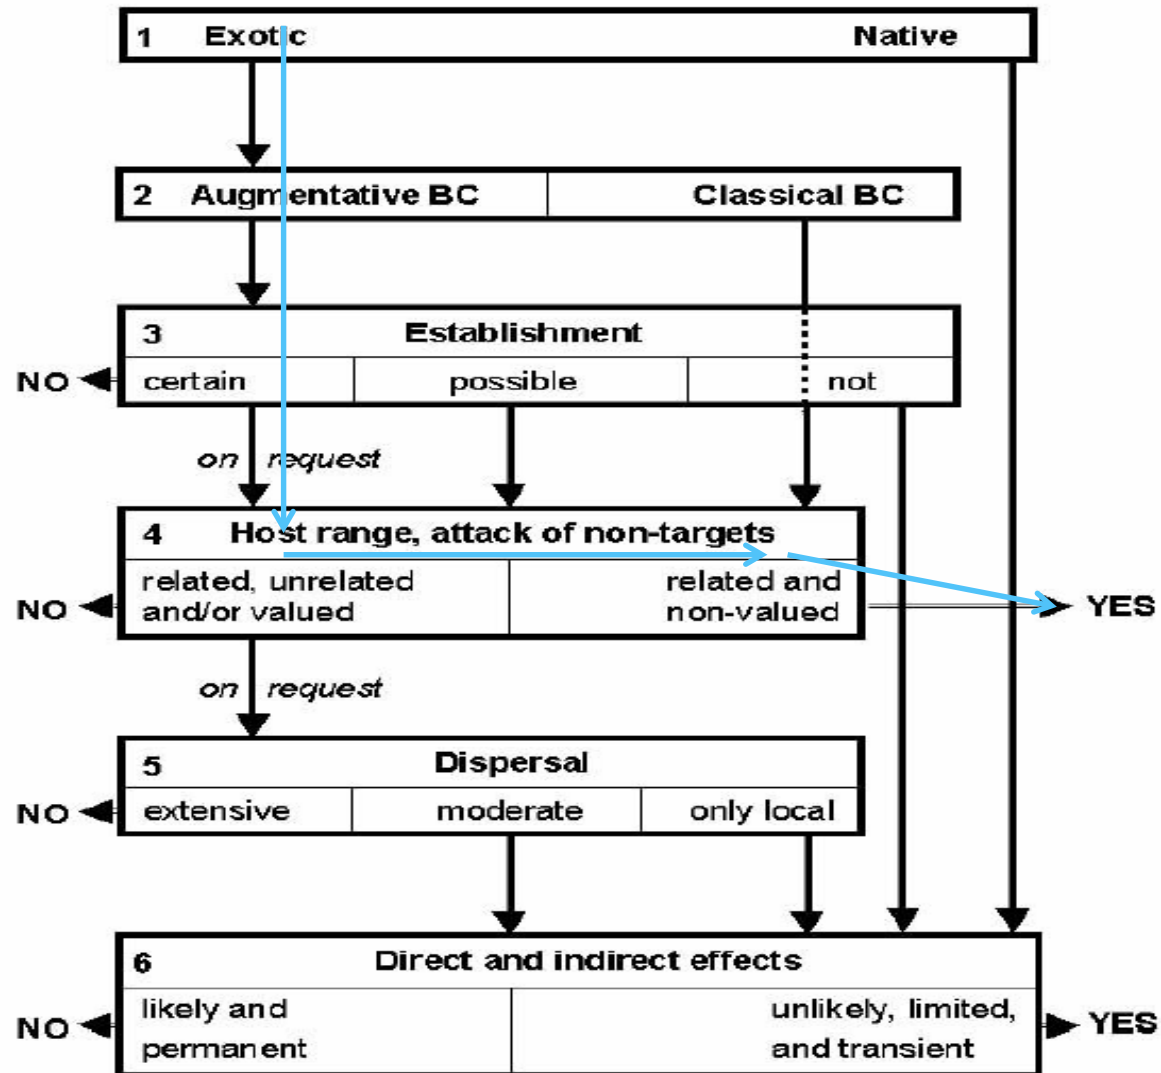 1 Exotic Native
2 Augmentative BC Classical BC
3 Establishment
NO certain possible not
on request
4 Host range, attack of non-targets
related, unrelated related and
NO and/or valued non-valued YES
on request
5 Dispersal
NO extensive moderate only local
6 Direct and indirect effects
likely and unlikely, limited,
NO permanent and transient YES